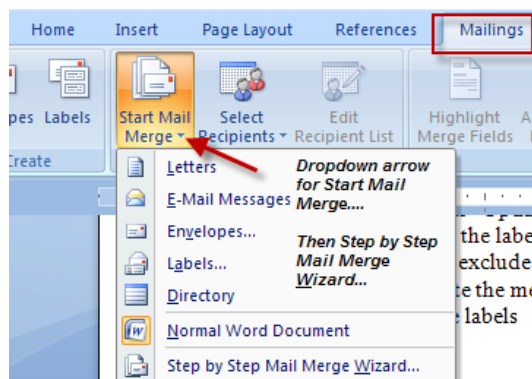 Home Insert Page Layout References Mailings
pes Labels Start Mail Merge Select Recipients Edit Recipient List Highlight Merge Fields
Create
Letters
E-Mail Messages
Envelopes...
Labels...
Directory
Normal Word Document
Step by Step Mail Merge Wizard...
Dropdown arrow
for Start Mail
Merge....
Then Step by Step
Mail Merge
Wizard...
the labe
exclude
te the me
labels